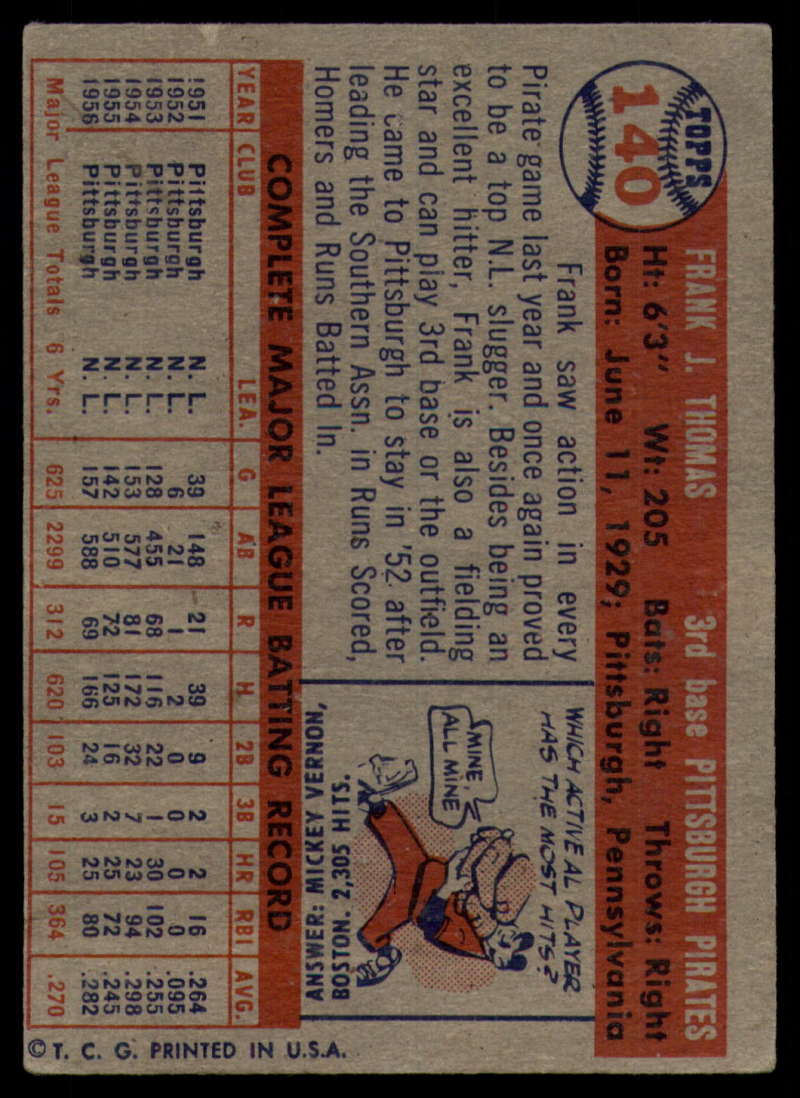 TOPPS
140
FRANK J. THOMAS 3rd base PITTSBURGH PIRATES
Ht: 6'3" Wt: 205 Bats: Right Throws: Right
Born: June 11, 1929; Pittsburgh, Pennsylvania
Frank saw action in every
Pirate game last year and once again proved
to be a top N.L. slugger. Besides being an
excellent hitter, Frank is also a fielding
star and can play 3rd base or the outfield.
He came to Pittsburgh to stay in '52 after
leading the Southern Assn. in Runs Scored,
Homers and Runs Batted In.
WHICH ACTIVE AL PLAYER
HAS THE MOST HITS?
MINE,
ALL MINE
ANSWER: MICKEY VERNON,
BOSTON. 2,305 HITS.
COMPLETE MAJOR LEAGUE BATTING RECORD
YEAR CLUB LEA. G AB R H 2B 3B HR RBI AVG.
1951 Pittsburgh N. L. 39 148 21 39 9 2 2 16 .264
1952 Pittsburgh N. L. 6 21 1 2 0 0 0 0 .095
1953 Pittsburgh N. L. 128 455 68 116 22 1 30 102 .255
1954 Pittsburgh N. L. 153 577 81 172 32 7 23 94 .298
1955 Pittsburgh N. L. 142 510 72 125 16 2 25 72 .245
1956 Pittsburgh N. L. 157 588 69 166 24 3 25 80 .282
Major League Totals 6 Yrs. 625 2299 312 620 103 15 105 364 .270
© T. C. G. PRINTED IN U.S.A.